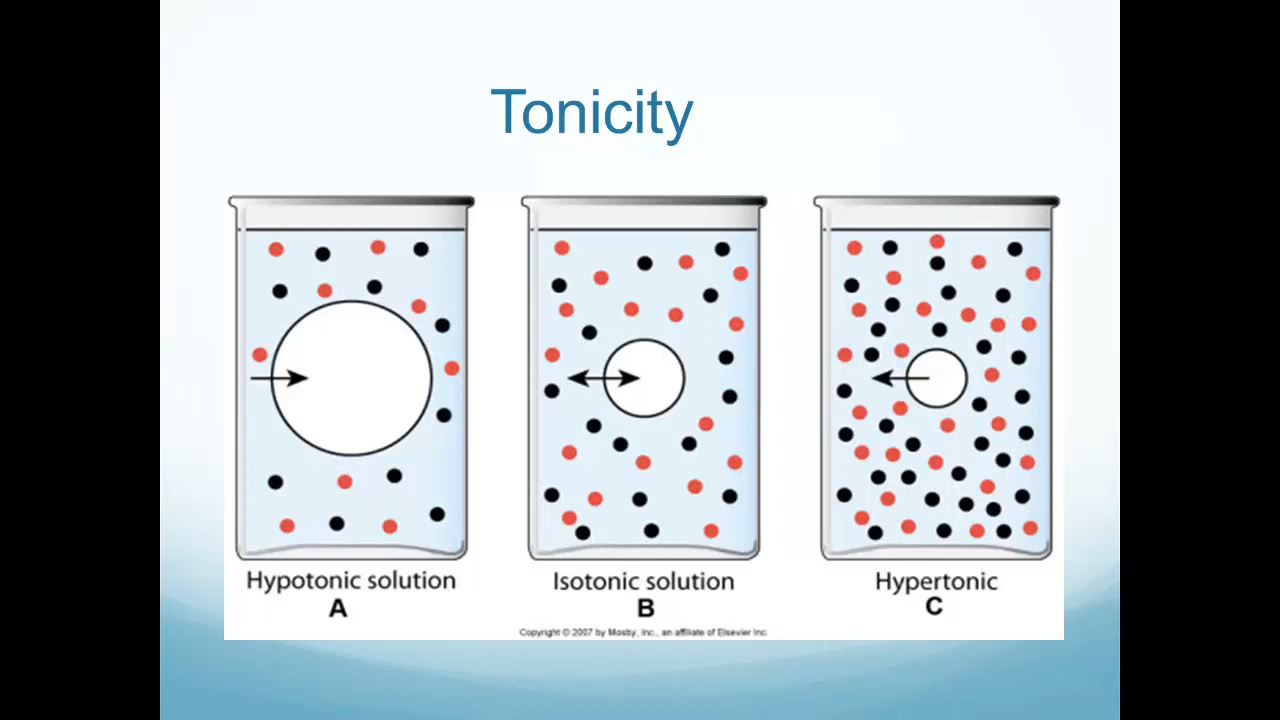 Tonicity
Hypotonic solution
A
Isotonic solution
B
Hypertonic
C
Copyright © 2007 by Mosby, Inc., an affiliate of Elsevier Inc.